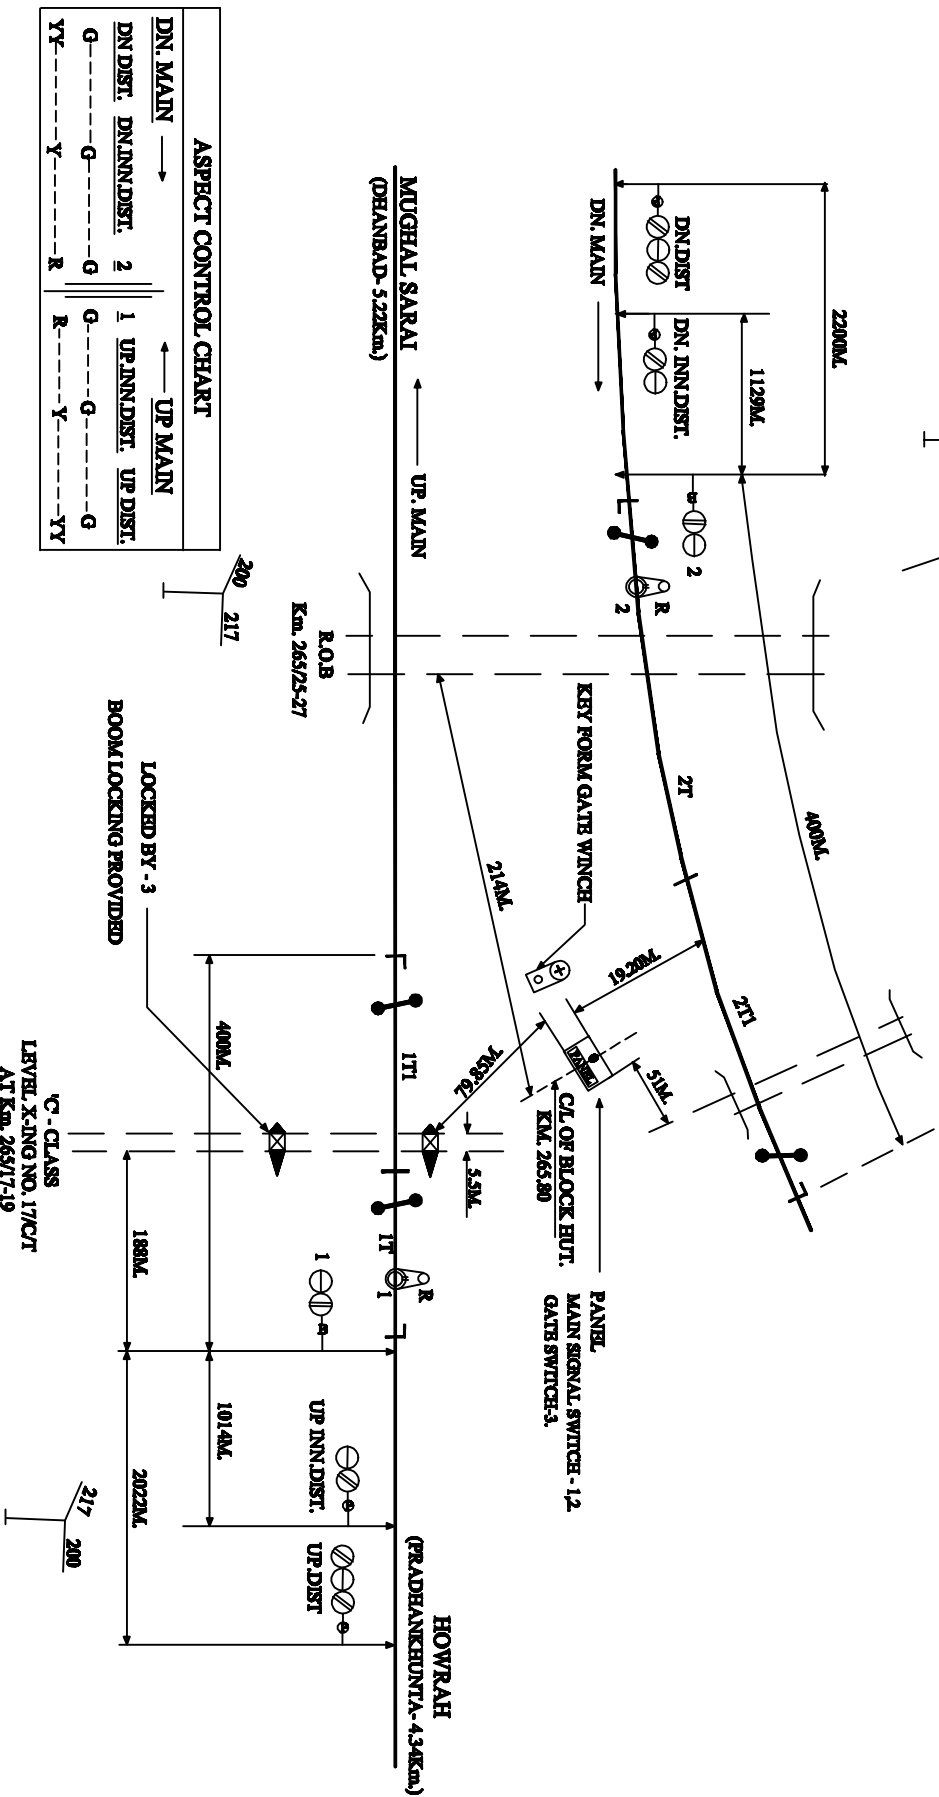 2200M.
DN.DIST
DN. MAIN
DN. INN.DIST.
1129M.
2
R
2
400M.
2T
2T1
19.20M.
51M.
MUGHAL SARAI
(DHANBAD- 5.22Km.)
UP. MAIN
R.O.B
Km. 265/25-27
KEY FORM GATE WINCH
214M.
79.85M.
PANEL
C/L OF BLOCK HUT.
KM. 265.80
PANEL
MAIN SIGNAL SWITCH - 1,2.
GATE SWITCH-3.
5.5M.
1T1
1T
R
1
1
HOWRAH
(PRADHANKHUNTA- 4.34Km.)
UP INN.DIST.
UP.DIST
400M.
1014M.
188M.
2022M.
LOCKED BY - 3
BOOM LOCKING PROVIDED
'C' - CLASS
LEVEL X-ING NO. 17/C/T
AT Km. 265/17-19
200
217
217
200
ASPECT CONTROL CHART
DN. MAIN UP MAIN
DN DIST. DN.INN.DIST. 2 1 UP.INN.DIST. UP DIST.
G-------G-------G G-------G-------G
YY-------Y-------R R-------Y-------YY